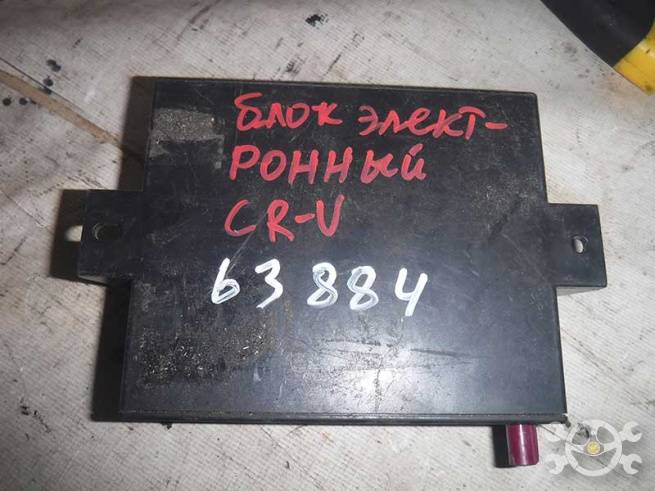 блок элект-
ронный
CR-V
63884